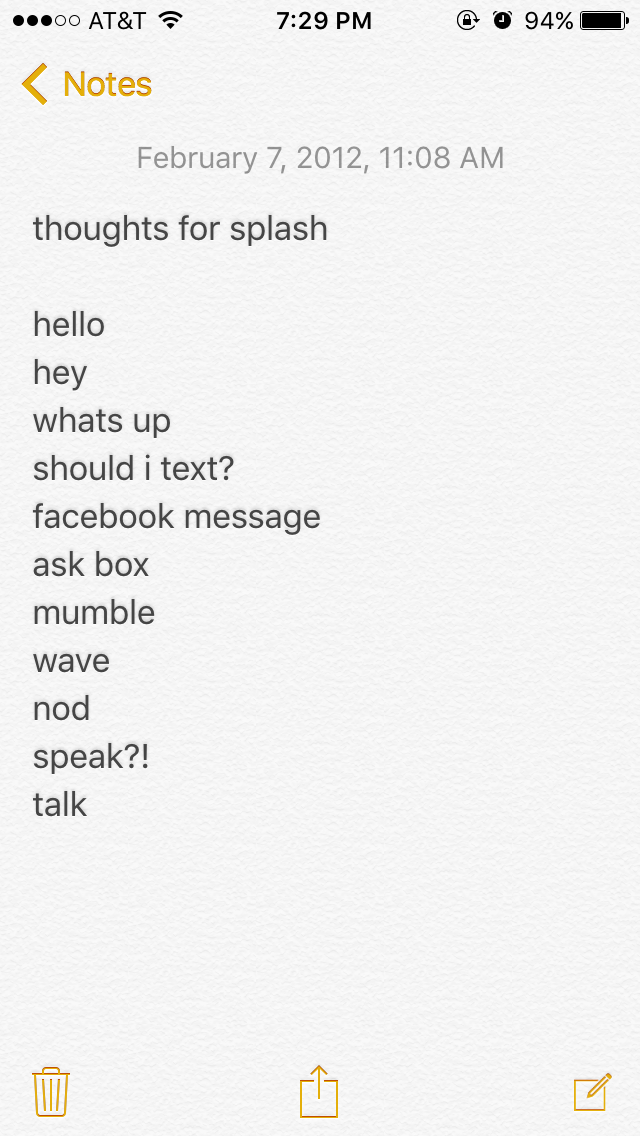 AT&T 7:29 PM 94%
Notes
February 7, 2012, 11:08 AM
thoughts for splash
hello
hey
whats up
should i text?
facebook message
ask box
mumble
wave
nod
speak?!
talk